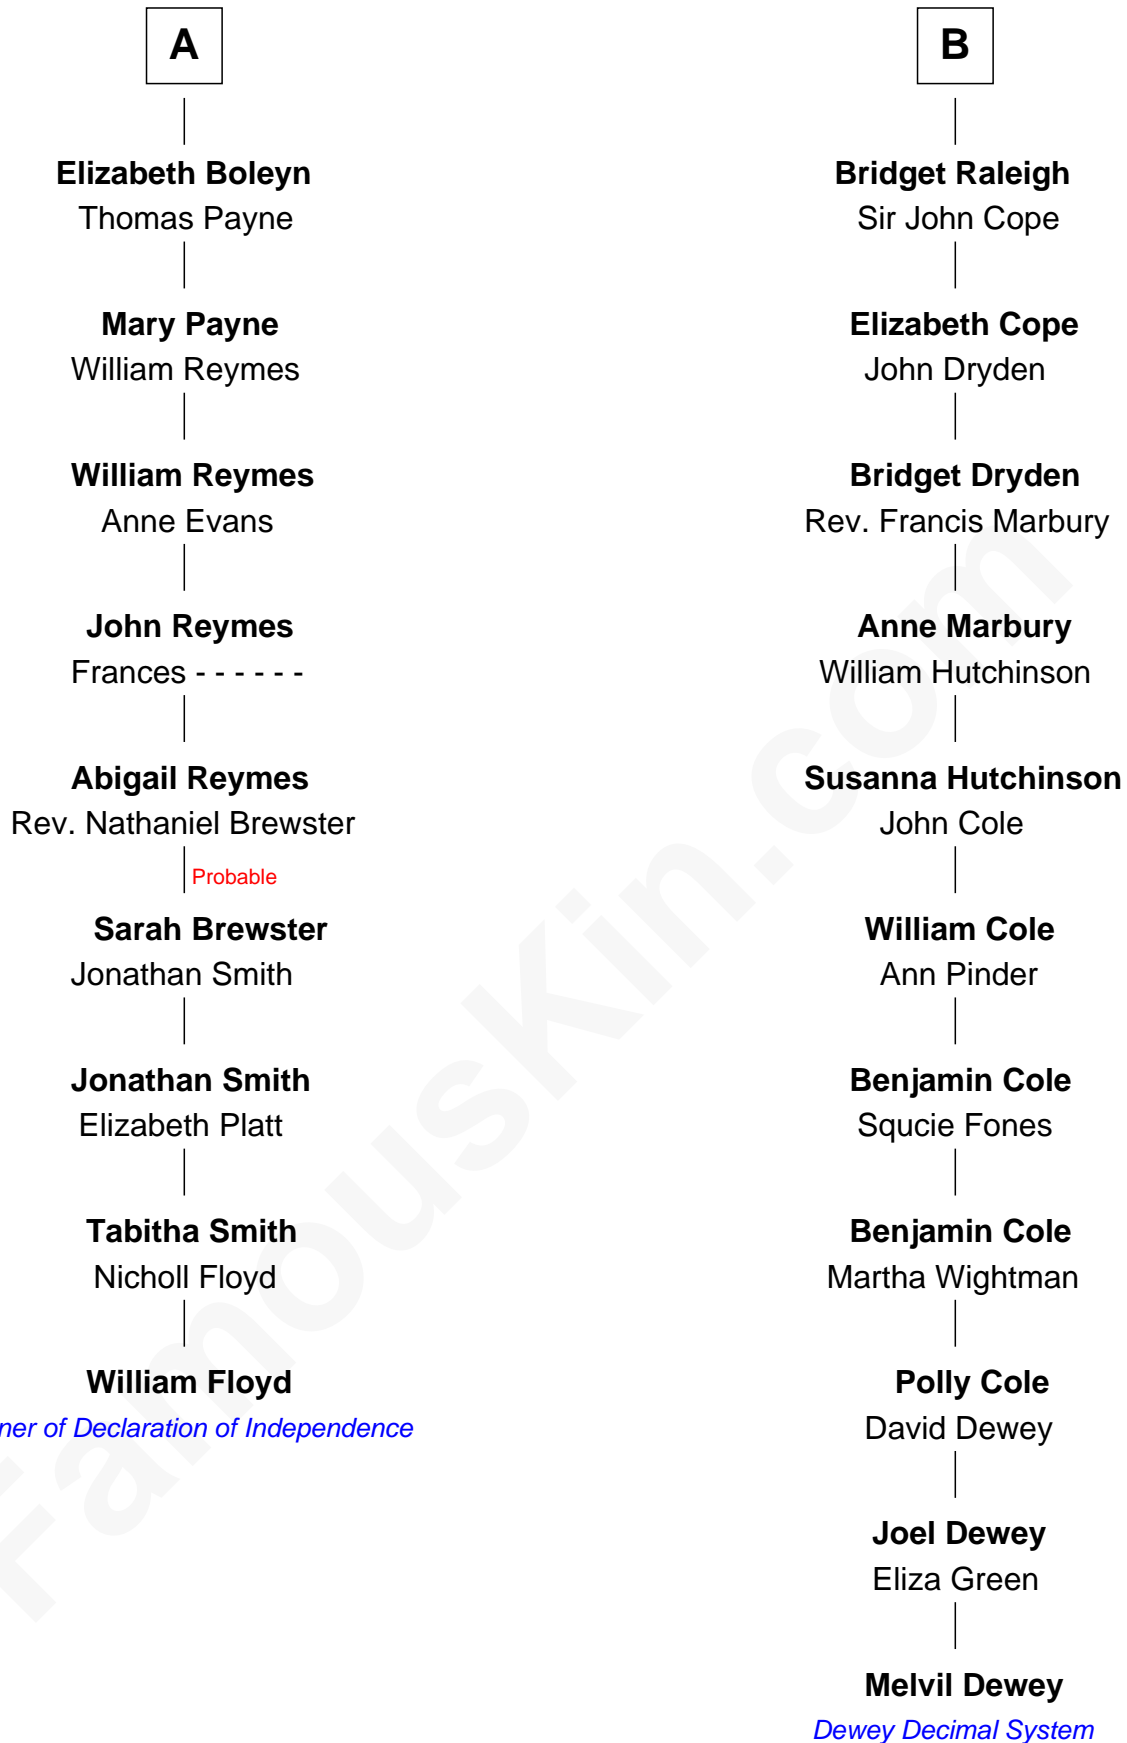 A
Elizabeth Boleyn
Thomas Payne
Mary Payne
William Reymes
William Reymes
Anne Evans
John Reymes
Frances - - - - - -
Abigail Reymes
Rev. Nathaniel Brewster
Probable
Sarah Brewster
Jonathan Smith
Jonathan Smith
Elizabeth Platt
Tabitha Smith
Nicholl Floyd
William Floyd
ner of Declaration of Independence
B
Bridget Raleigh
Sir John Cope
Elizabeth Cope
John Dryden
Bridget Dryden
Rev. Francis Marbury
Anne Marbury
William Hutchinson
Susanna Hutchinson
John Cole
William Cole
Ann Pinder
Benjamin Cole
Squcie Fones
Benjamin Cole
Martha Wightman
Polly Cole
David Dewey
Joel Dewey
Eliza Green
Melvil Dewey
Dewey Decimal System
FamousKin.com